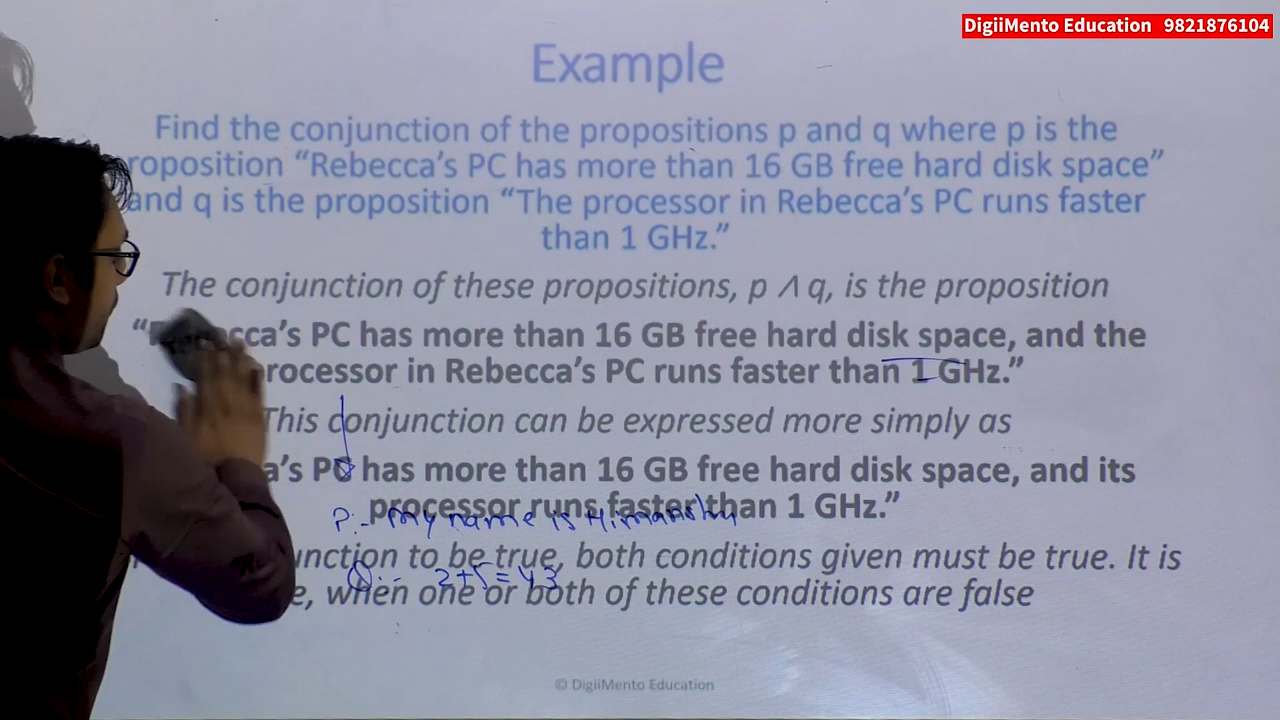 DigiiMento Education 9821876104
Example
Find the conjunction of the propositions p and q where p is the
roposition “Rebecca’s PC has more than 16 GB free hard disk space”
and q is the proposition “The processor in Rebecca’s PC runs faster
than 1 GHz.”
The conjunction of these propositions, p ∧ q, is the proposition
cca’s PC has more than 16 GB free hard disk space, and the
rocessor in Rebecca’s PC runs faster than 1 GHz.”
This conjunction can be expressed more simply as
a’s PC has more than 16 GB free hard disk space, and its
processor runs faster than 1 GHz.”
P:- my name is Himanshu
unction to be true, both conditions given must be true. It is
Q:- 2+5=43
e, when one or both of these conditions are false
© DigiiMento Education